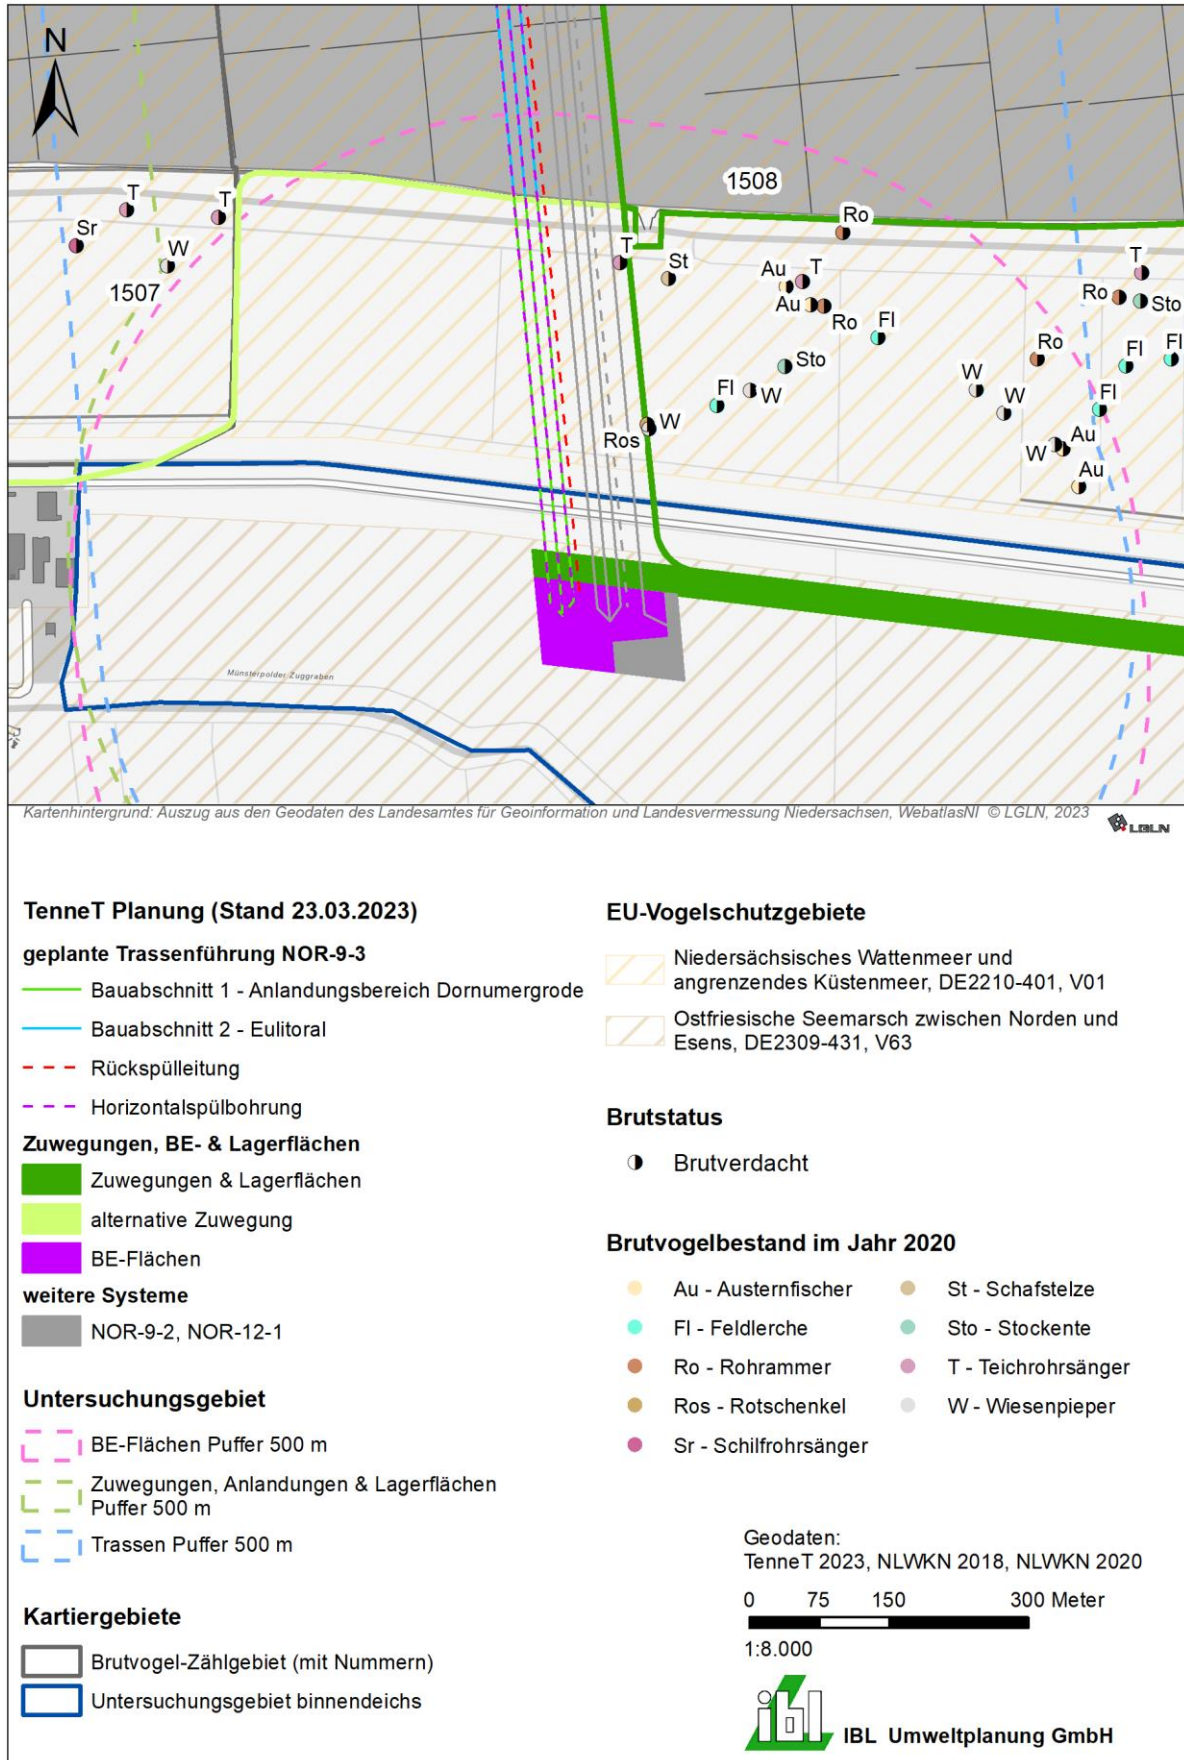 N
1508
T
T
Ro
Sr
W
T
St
Au
T
T
1507
Au
Ro
Ro
Sto
Fl
Ro
Fl
Fl
Sto
W
Fl
W
W
Fl
Ros
W
W
Au
Au
Münsterpolder Zuggraben
Kartenhintergrund: Auszug aus den Geodaten des Landesamtes für Geoinformation und Landesvermessung Niedersachsen, WebatlasNI © LGLN, 2023
LGLN
TenneT Planung (Stand 23.03.2023)
geplante Trassenführung NOR-9-3
Bauabschnitt 1 - Anlandungsbereich Dornumergrode
Bauabschnitt 2 - Eulitoral
Rückspülleitung
Horizontalspülbohrung
Zuwegungen, BE- & Lagerflächen
Zuwegungen & Lagerflächen
alternative Zuwegung
BE-Flächen
weitere Systeme
NOR-9-2, NOR-12-1
Untersuchungsgebiet
BE-Flächen Puffer 500 m
Zuwegungen, Anlandungen & Lagerflächen
Puffer 500 m
Trassen Puffer 500 m
Kartiergebiete
Brutvogel-Zählgebiet (mit Nummern)
Untersuchungsgebiet binnendeichs
EU-Vogelschutzgebiete
Niedersächsisches Wattenmeer und
angrenzendes Küstenmeer, DE2210-401, V01
Ostfriesische Seemarsch zwischen Norden und
Esens, DE2309-431, V63
Brutstatus
Brutverdacht
Brutvogelbestand im Jahr 2020
Au - Austernfischer
Fl - Feldlerche
Ro - Rohrammer
Ros - Rotschenkel
Sr - Schilfrohrsänger
St - Schafstelze
Sto - Stockente
T - Teichrohrsänger
W - Wiesenpieper
Geodaten:
TenneT 2023, NLWKN 2018, NLWKN 2020
0 75 150 300 Meter
1:8.000
ibl IBL Umweltplanung GmbH